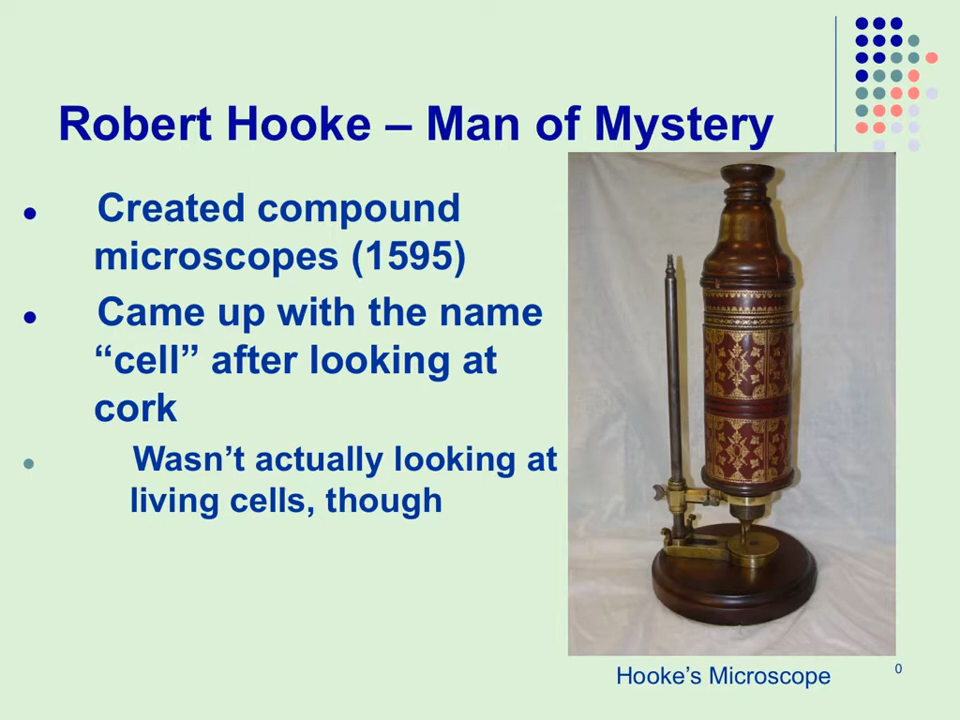 Robert Hooke – Man of Mystery
Created compound
microscopes (1595)
Came up with the name
“cell” after looking at
cork
Wasn’t actually looking at
living cells, though
Hooke’s Microscope
0